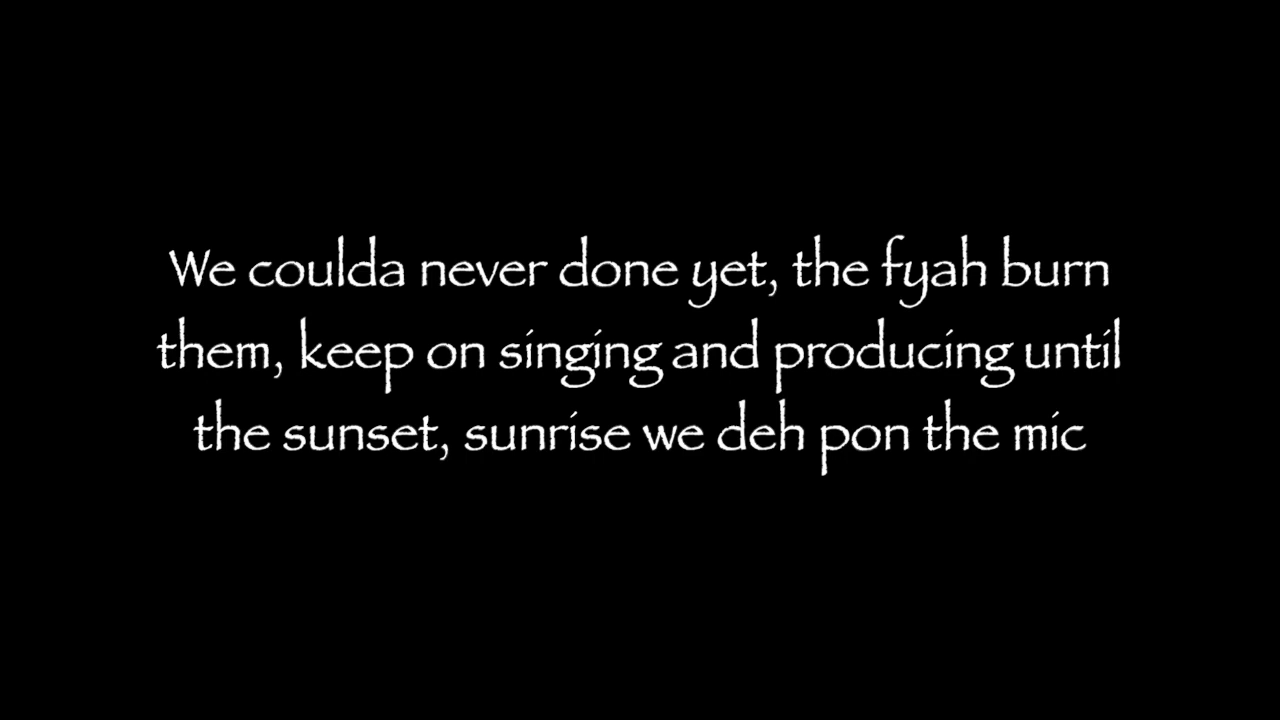 We coulda never done yet, the fyah burn
them, keep on singing and producing until
the sunset, sunrise we deh pon the mic